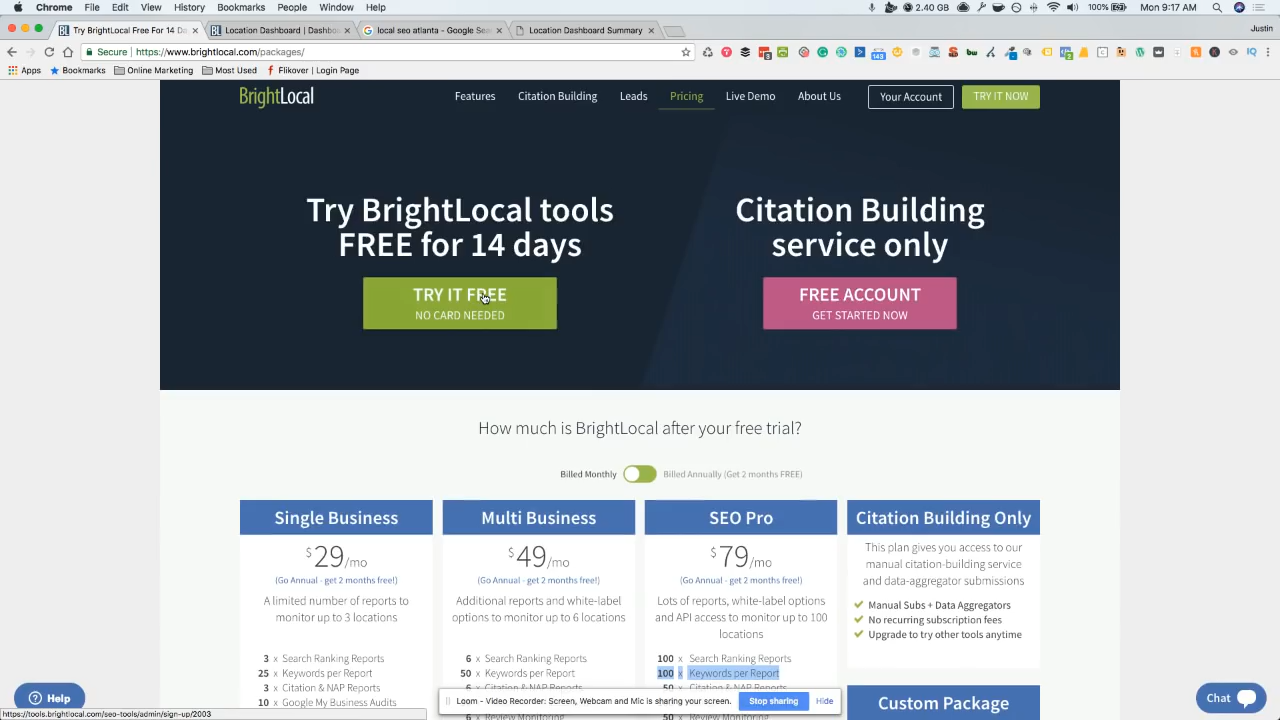 Chrome File Edit View History Bookmarks People Window Help
2.40 GB 100% Mon 9:17 AM
Try BrightLocal Free For 14 Da
Location Dashboard | Dashbo
local seo atlanta - Google Sea
Location Dashboard Summary
Justin
Secure https://www.brightlocal.com/packages/
Apps Bookmarks Online Marketing Most Used Flikover | Login Page
BrightLocal
Features Citation Building Leads Pricing Live Demo About Us Your Account TRY IT NOW
Try BrightLocal tools
FREE for 14 days
TRY IT FREE
NO CARD NEEDED
Citation Building
service only
FREE ACCOUNT
GET STARTED NOW
How much is BrightLocal after your free trial?
Billed Monthly Billed Annually (Get 2 months FREE)
Single Business
$29/mo
(Go Annual - get 2 months free!)
A limited number of reports to
monitor up to 3 locations
3 x Search Ranking Reports
25 x Keywords per Report
3 x Citation & NAP Reports
10 x Google My Business Audits
Multi Business
$49/mo
(Go Annual - get 2 months free!)
Additional reports and white-label
options to monitor up to 6 locations
6 x Search Ranking Reports
50 x Keywords per Report
6 x Citation & NAP Reports
SEO Pro
$79/mo
(Go Annual - get 2 months free!)
Lots of reports, white-label options
and API access to monitor up to 100
locations
100 x Search Ranking Reports
100 x Keywords per Report
50 x Citation & NAP Reports
Citation Building Only
This plan gives you access to our
manual citation-building service
and data-aggregator submissions
Manual Subs + Data Aggregators
No recurring subscription fees
Upgrade to try other tools anytime
Custom Package
Help
Loom - Video Recorder: Screen, Webcam and Mic is sharing your screen. Stop sharing Hide
Chat
https://tools.brightlocal.com/seo-tools/admin/sign-up/2003